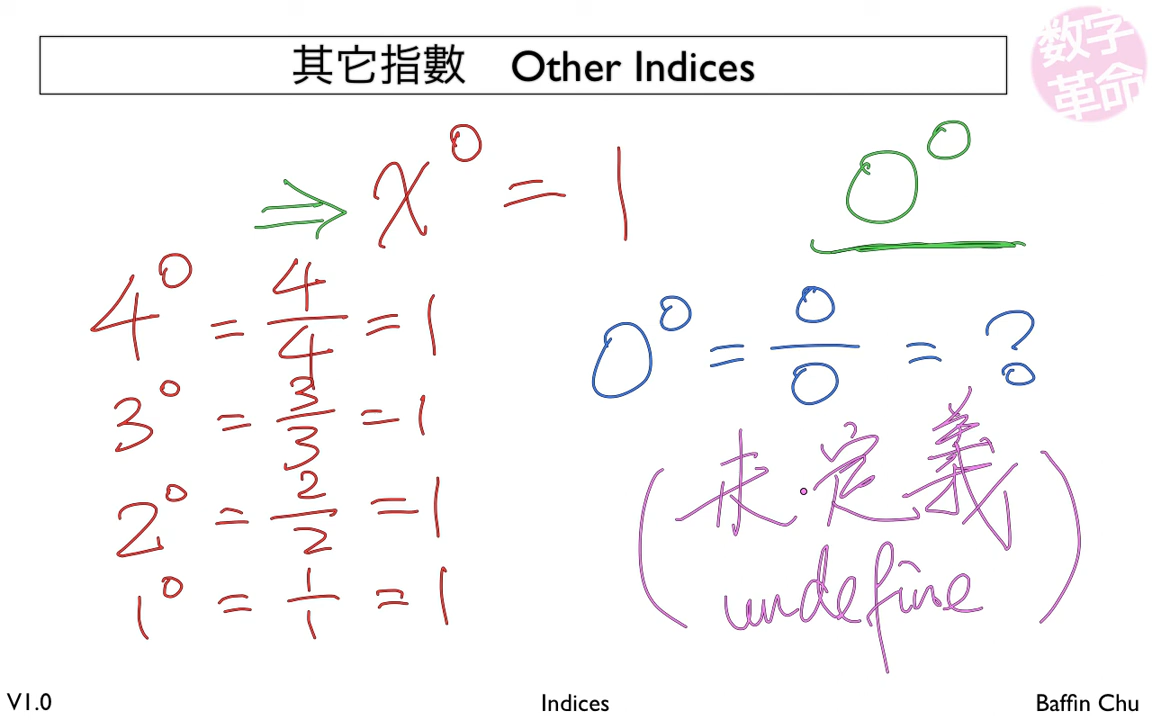 其它指數 Other Indices
数字
革命
⇒ x⁰ = 1
0⁰
4⁰ = 4/4 = 1
3⁰ = 3/3 = 1
2⁰ = 2/2 = 1
1⁰ = 1/1 = 1
0⁰ = 0/0 = ?
(未定義
undefine)
V1.0 Indices Baffin Chu